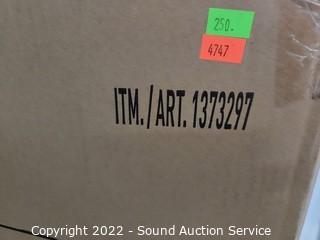 250.
4747
ITM./ART. 1373297
Copyright 2022 - Sound Auction Service